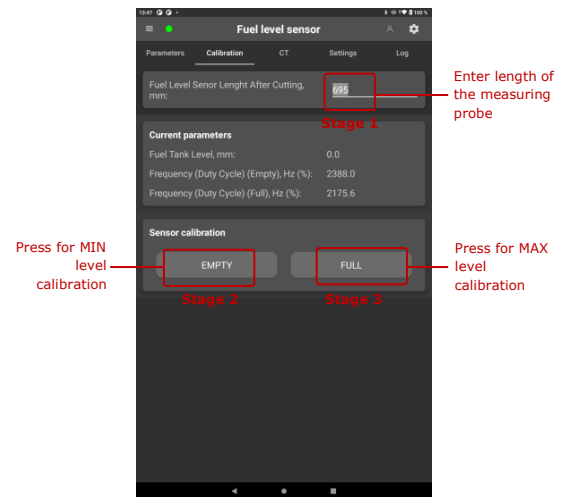 13:47
100 %
Fuel level sensor
Parameters Calibration CT Settings Log
Fuel Level Senor Lenght After Cutting,
mm:
695
Stage 1
Enter length of
the measuring
probe
Current parameters
Fuel Tank Level, mm: 0.0
Frequency (Duty Cycle) (Empty), Hz (%): 2388.0
Frequency (Duty Cycle) (Full), Hz (%): 2175.6
Sensor calibration
Press for MIN
level
calibration
EMPTY
FULL
Press for MAX
level
calibration
Stage 2
Stage 3